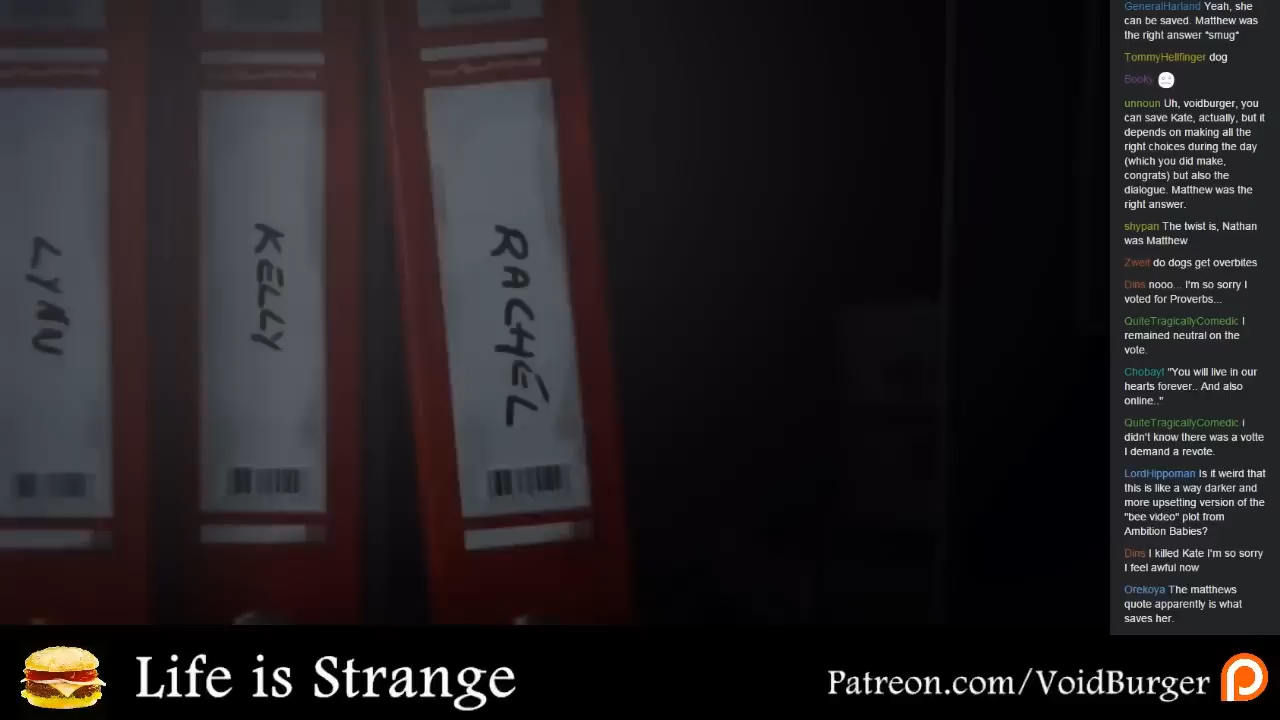 LYNN
KELLY
RACHEL
GeneralHarland Yeah, she
can be saved. Matthew was
the right answer *smug*
TommyHellfinger dog
Booky
unnoun Uh, voidburger, you
can save Kate, actually, but it
depends on making all the
right choices during the day
(which you did make,
congrats) but also the
dialogue. Matthew was the
right answer.
shypan The twist is, Nathan
was Matthew
Zweit do dogs get overbites
Dins nooo... I'm so sorry I
voted for Proverbs...
QuiteTragicallyComedic I
remained neutral on the
vote.
Chobayt "You will live in our
hearts forever.. And also
online.."
QuiteTragicallyComedic i
didn't know there was a votte
I demand a revote.
LordHippoman Is it weird that
this is like a way darker and
more upsetting version of the
"bee video" plot from
Ambition Babies?
Dins I killed Kate I'm so sorry
I feel awful now
Orekoya The matthews
quote apparently is what
saves her.
Life is Strange
Patreon.com/VoidBurger